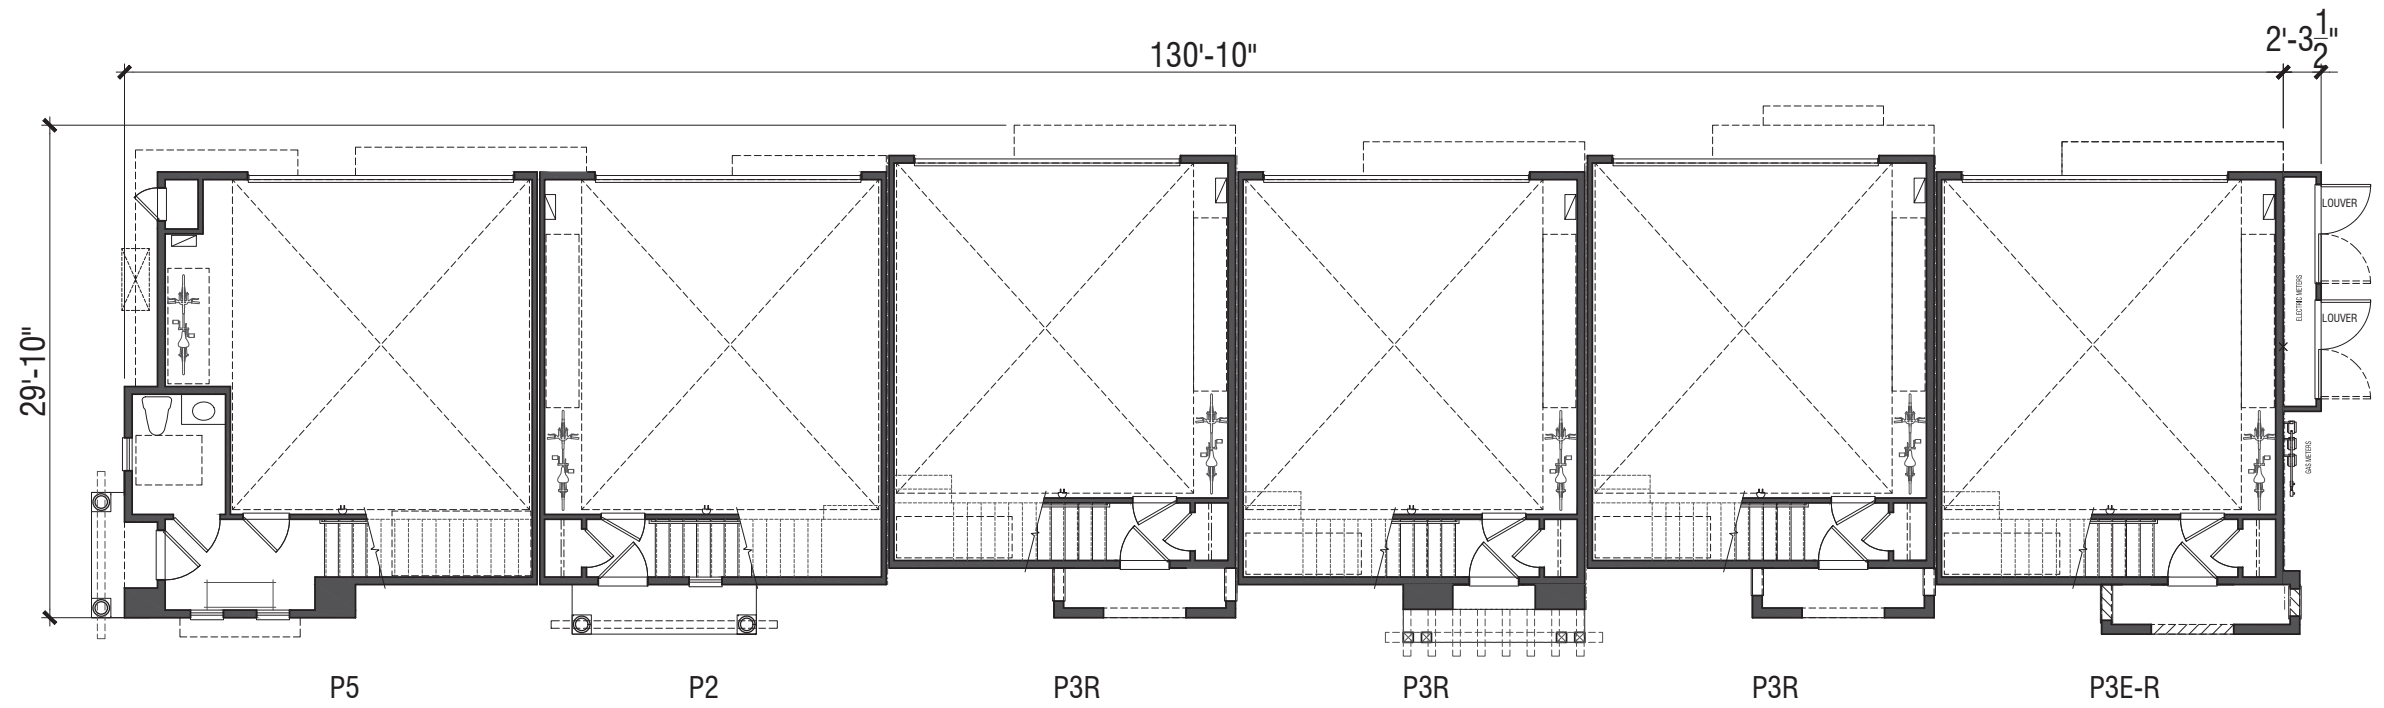 130'-10"
2'-3 1/2"
29'-10"
LOUVER
ELECTRIC METERS
LOUVER
GAS METERS
P5
P2
P3R
P3R
P3R
P3E-R